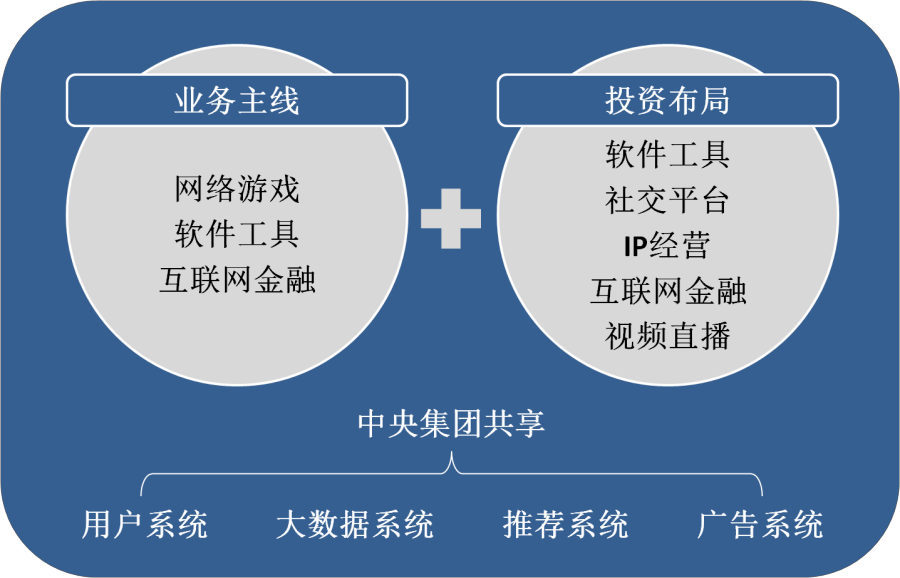 业务主线
网络游戏
软件工具
互联网金融
投资布局
软件工具
社交平台
IP经营
互联网金融
视频直播
中央集团共享
用户系统 大数据系统 推荐系统 广告系统